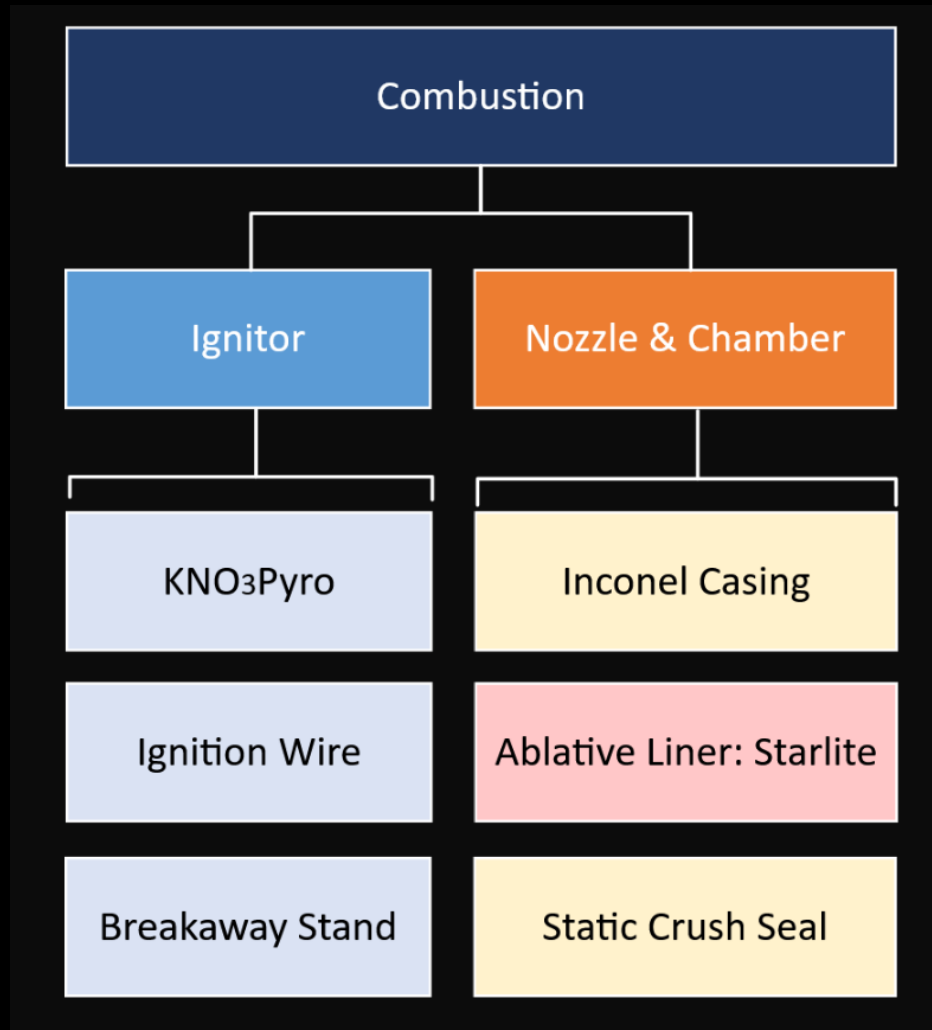 Combustion
Ignitor
Nozzle & Chamber
KNO₃Pyro
Inconel Casing
Ignition Wire
Ablative Liner: Starlite
Breakaway Stand
Static Crush Seal